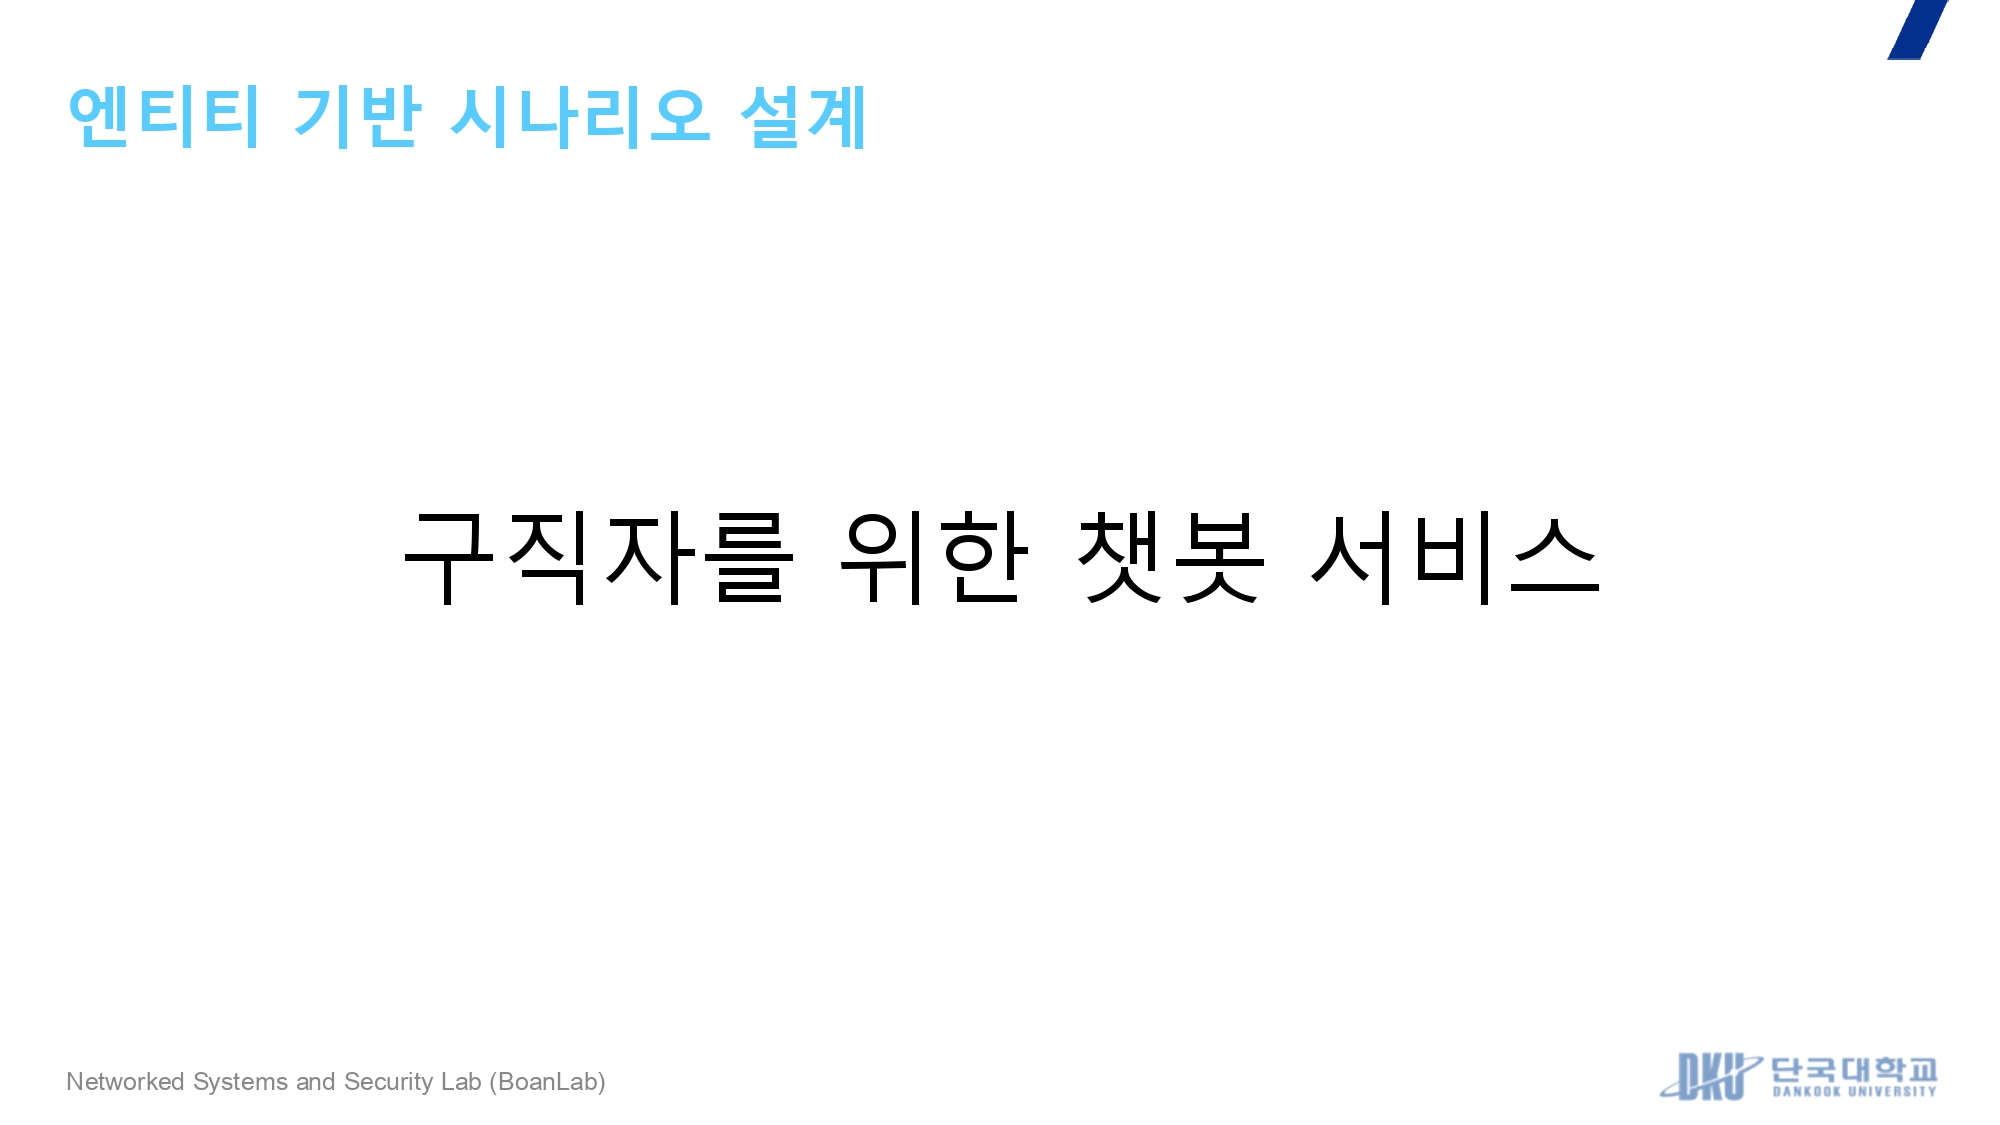 엔티티 기반 시나리오 설계
구직자를 위한 챗봇 서비스
Networked Systems and Security Lab (BoanLab)
DKU 단국대학교
DANKOOK UNIVERSITY